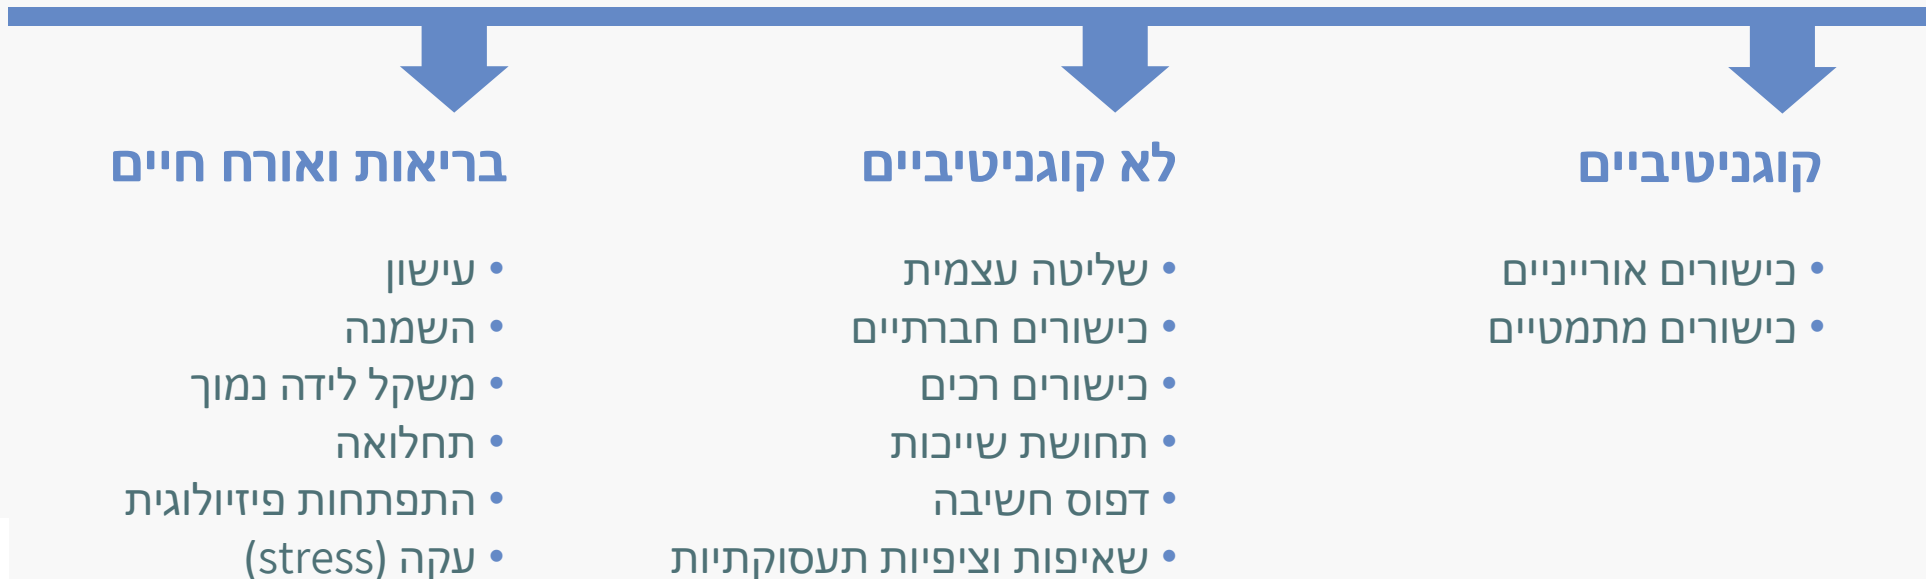 קוגניטיביים
• כישורים אורייניים
• כישורים מתמטיים
לא קוגניטיביים
• שליטה עצמית
• כישורים חברתיים
• כישורים רכים
• תחושת שייכות
• דפוס חשיבה
• שאיפות וציפיות תעסוקתיות
בריאות ואורח חיים
• עישון
• השמנה
• משקל לידה נמוך
• תחלואה
• התפתחות פיזיולוגית
• עקה (stress)